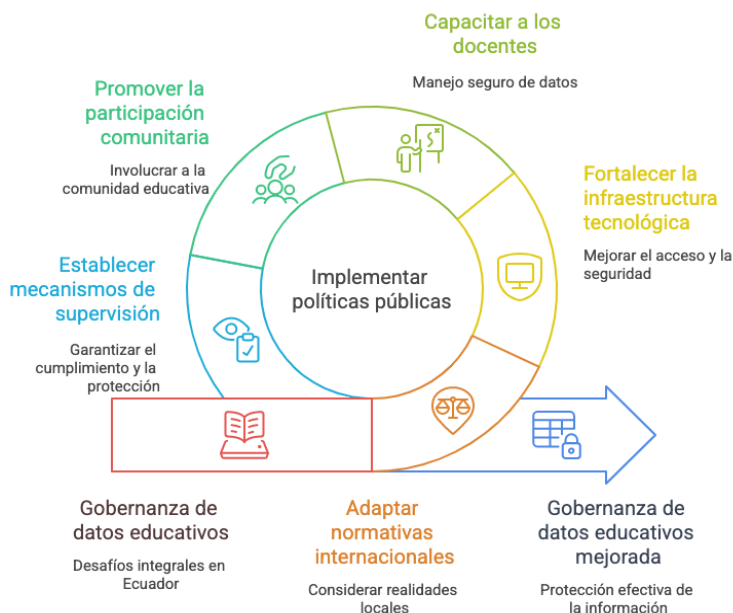 Capacitar a los
docentes
Manejo seguro de datos
Promover la
participación
comunitaria
Involucrar a la
comunidad educativa
Fortalecer la
infraestructura
tecnológica
Mejorar el acceso y la
seguridad
Establecer
mecanismos de
supervisión
Garantizar el
cumplimiento y la
protección
Implementar
políticas públicas
Gobernanza de
datos educativos
Desafíos integrales en
Ecuador
Adaptar
normativas
internacionales
Considerar realidades
locales
Gobernanza de
datos educativos
mejorada
Protección efectiva de
la información